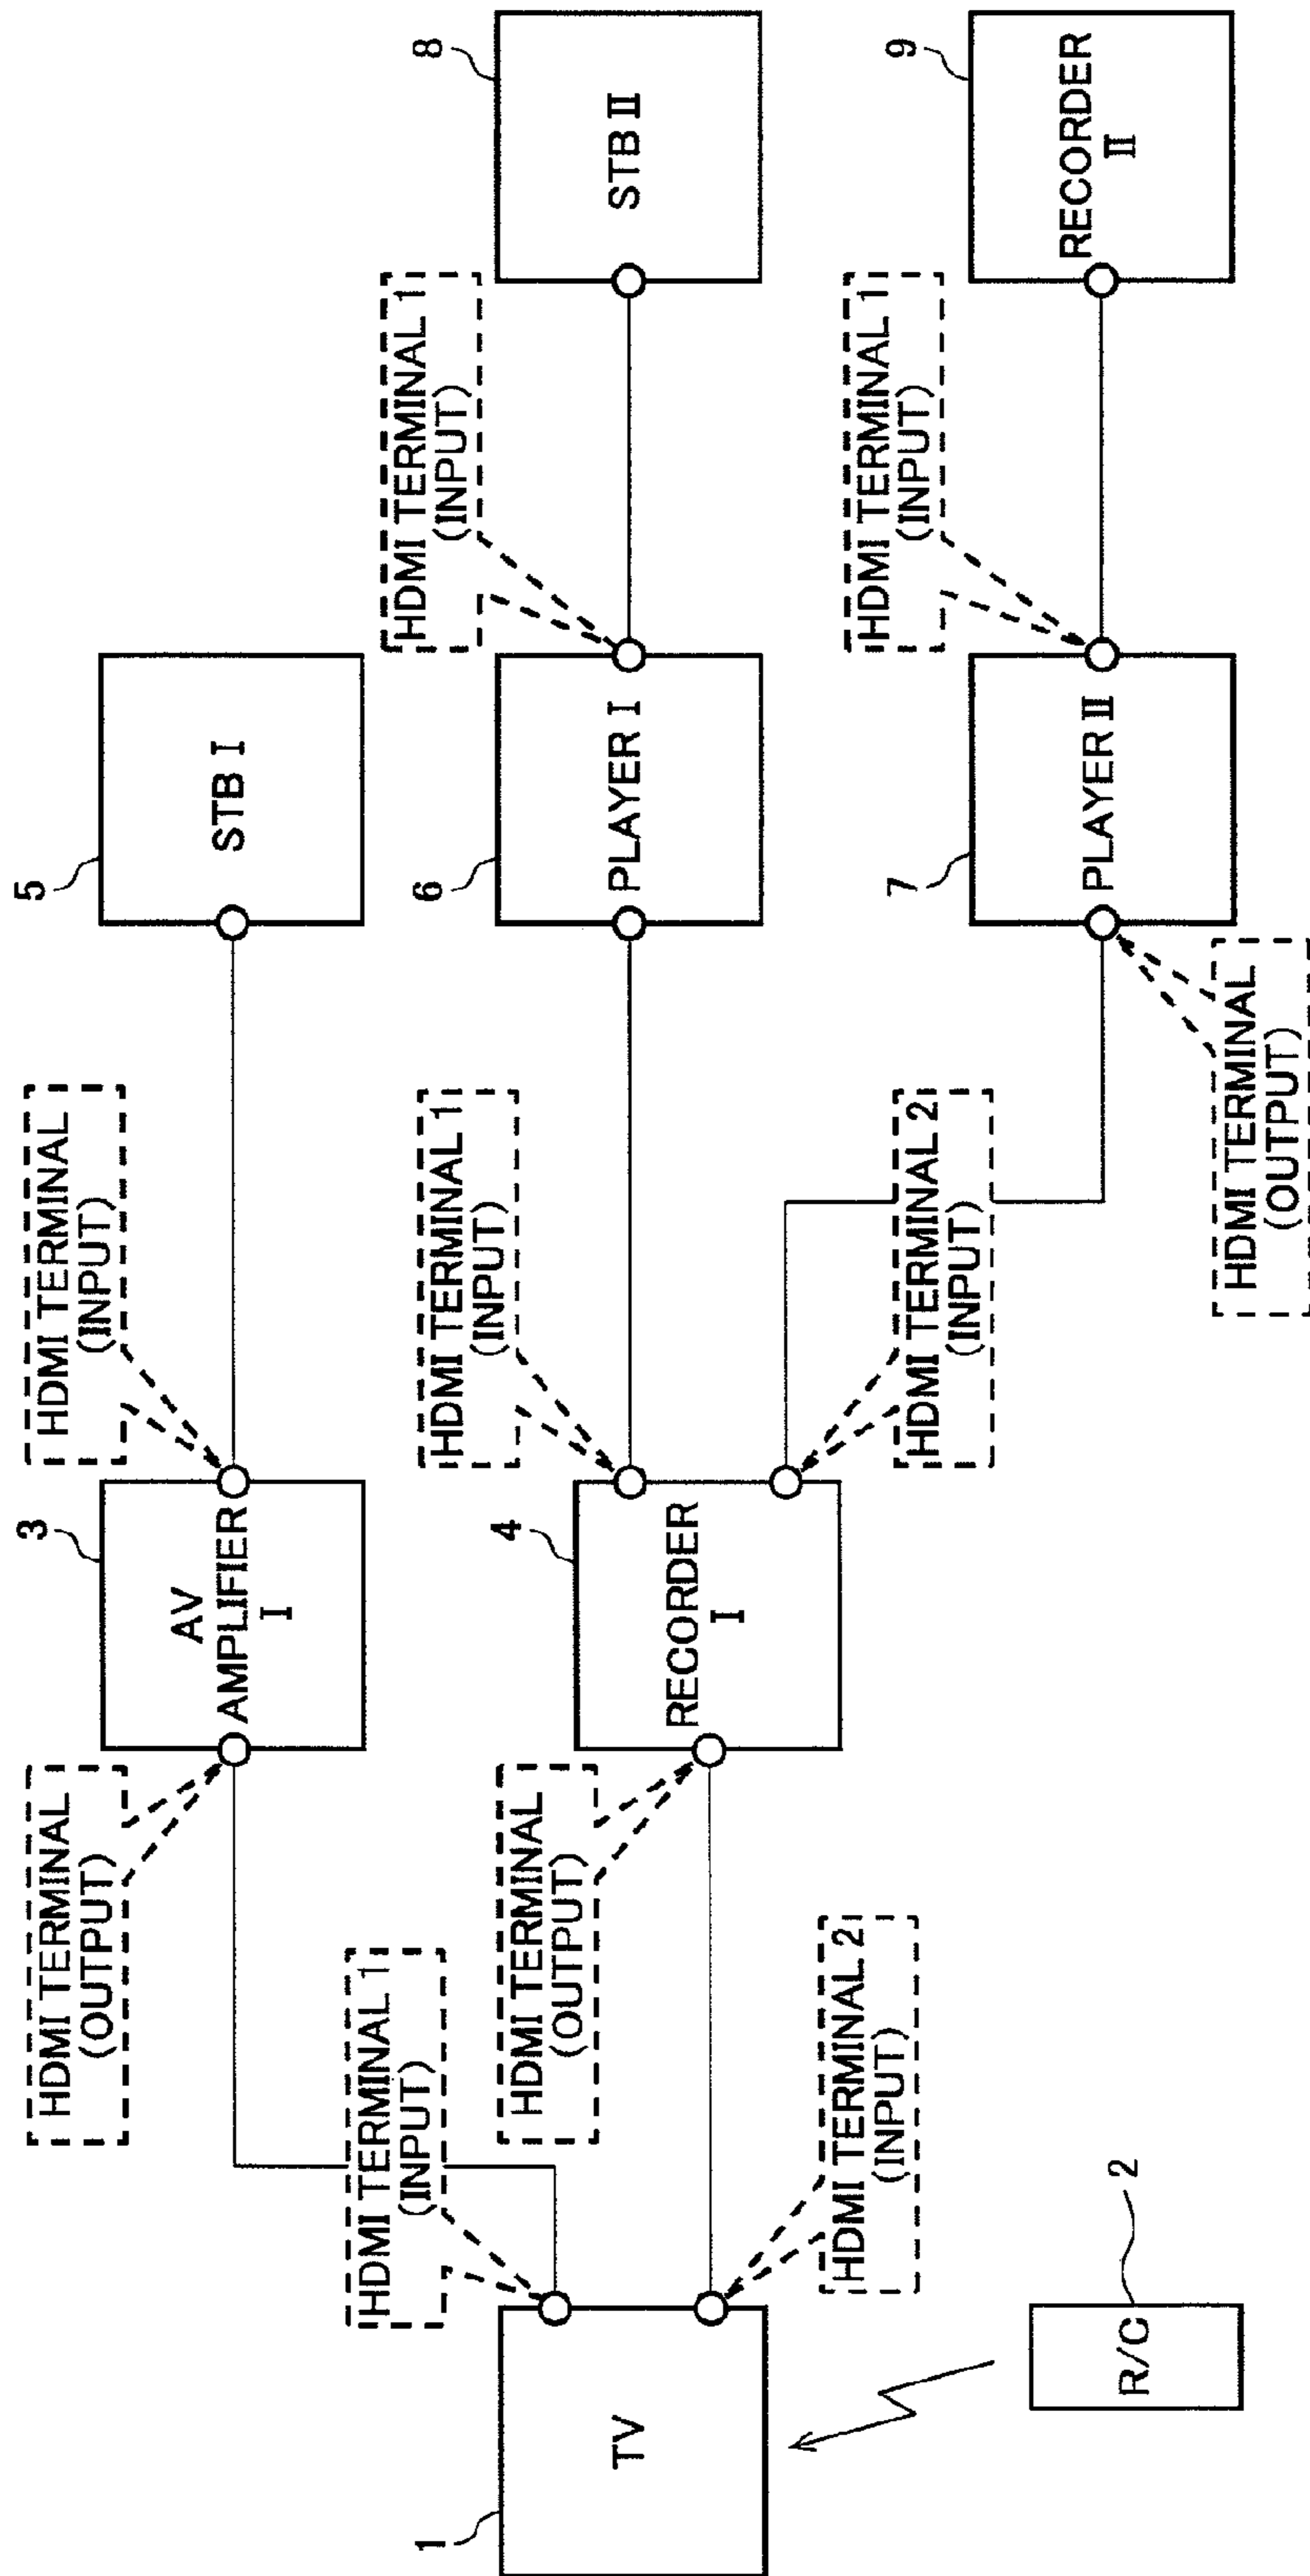 HDMI TERMINAL
(OUTPUT)
3
AV
AMPLIFIER
I
HDMI TERMINAL
(INPUT)
5
STB I
HDMI TERMINAL 1
(INPUT)
1
TV
HDMI TERMINAL 2
(INPUT)
HDMI TERMINAL
(OUTPUT)
4
RECORDER
I
HDMI TERMINAL 1
(INPUT)
HDMI TERMINAL 2
(INPUT)
6
PLAYER I
HDMI TERMINAL 1
(INPUT)
8
STB II
R/C
2
HDMI TERMINAL
(OUTPUT)
7
PLAYER II
HDMI TERMINAL 1
(INPUT)
9
RECORDER
II